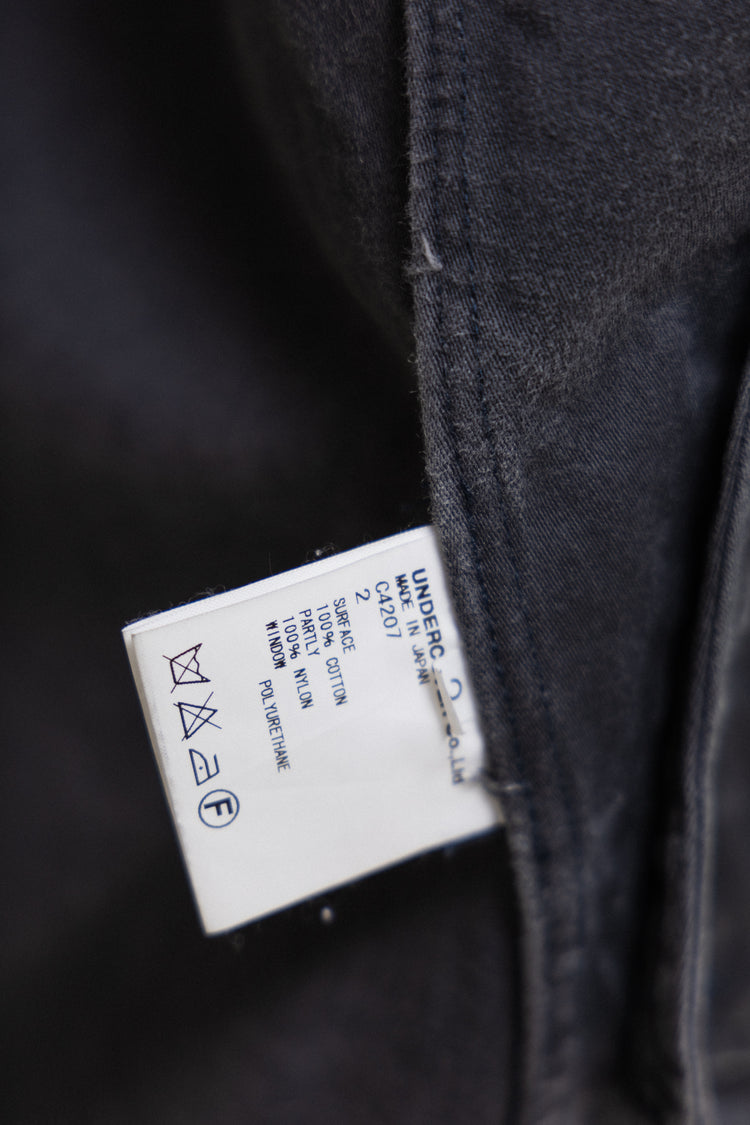 UNDERC
MADE IN JAPAN
C4207
2
SURFACE
100% COTTON
PARTLY
100% NYLON
WINDOW POLYURETHANE
F